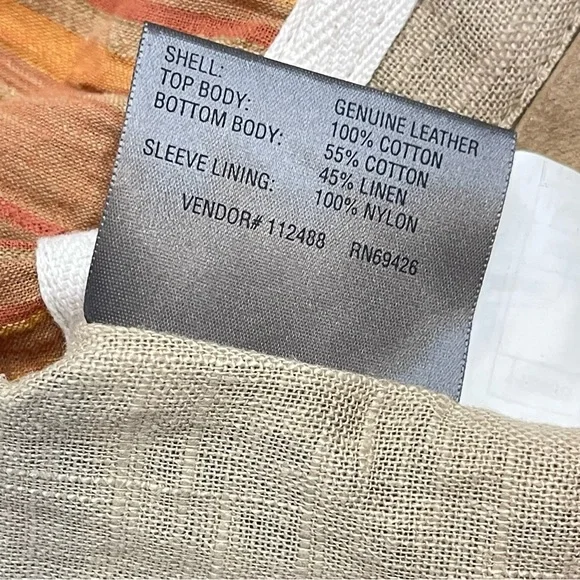 SHELL: GENUINE LEATHER
TOP BODY: 100% COTTON
BOTTOM BODY: 55% COTTON
45% LINEN
SLEEVE LINING: 100% NYLON
VENDOR# 112488 RN69426